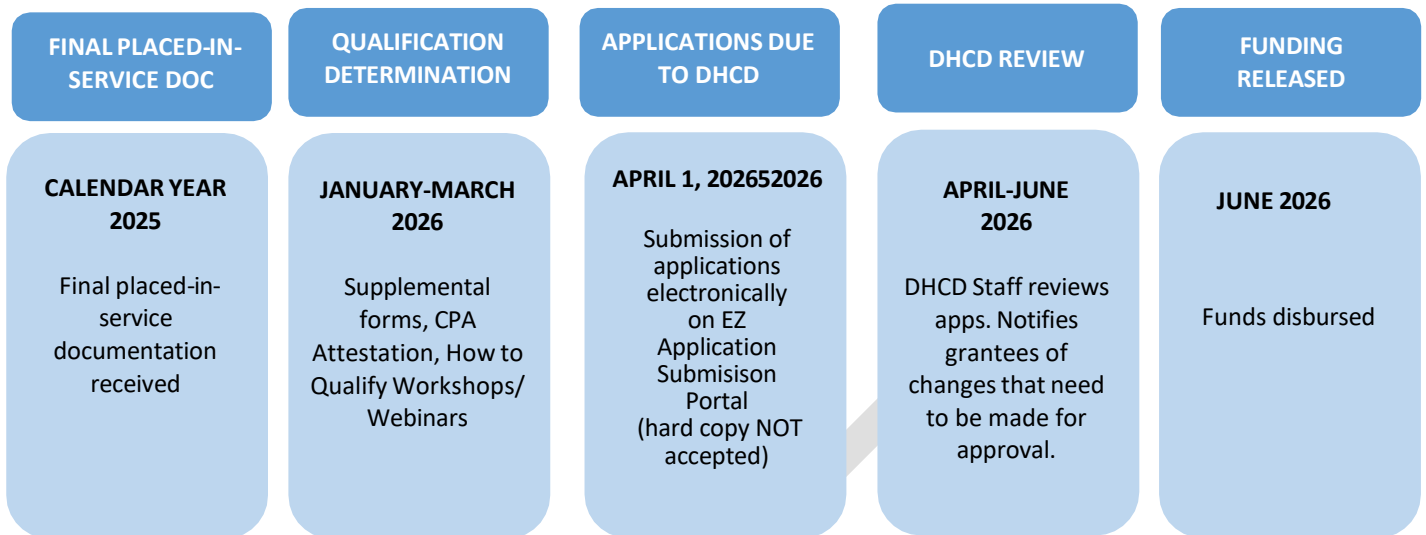 FINAL PLACED-IN-
SERVICE DOC
QUALIFICATION
DETERMINATION
APPLICATIONS DUE
TO DHCD
DHCD REVIEW
FUNDING
RELEASED
CALENDAR YEAR
2025
Final placed-in-
service
documentation
received
JANUARY-MARCH
2026
Supplemental
forms, CPA
Attestation, How to
Qualify Workshops/
Webinars
APRIL 1, 202652026
Submission of
applications
electronically
on EZ
Application
Submisison
Portal
(hard copy NOT
accepted)
APRIL-JUNE
2026
DHCD Staff reviews
apps. Notifies
grantees of
changes that need
to be made for
approval.
JUNE 2026
Funds disbursed